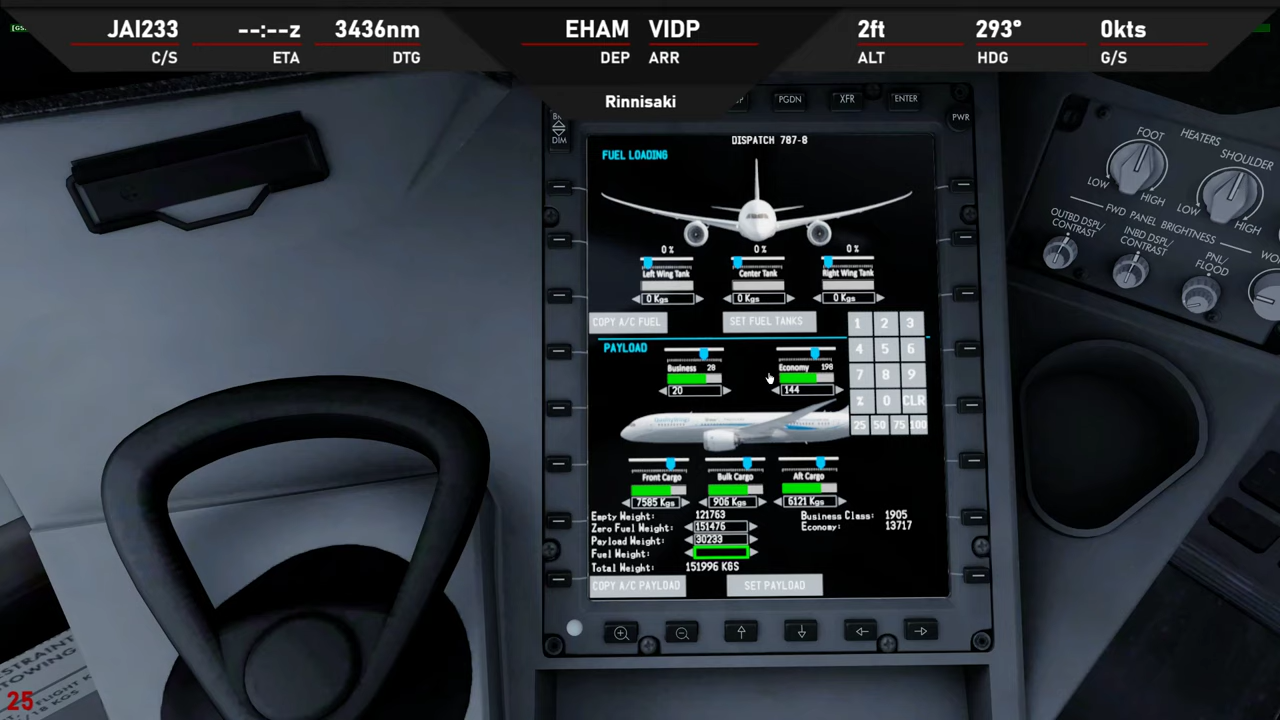 JAI233 --:--z 3436nm EHAM VIDP 2ft 293° 0kts
C/S ETA DTG DEP ARR ALT HDG G/S
Rinnisaki
PGDN XFR ENTER
PWR
DIM
DISPATCH 787-8
FUEL LOADING
0 % 0 % 0 %
Left Wing Tank Center Tank Right Wing Tank
0 Kgs 0 Kgs 0 Kgs
COPY A/C FUEL SET FUEL TANKS
1 2 3
PAYLOAD
4 5 6
Business 28 Economy 198
7 8 9
20 144
% 0 CLR
25 50 75 100
Front Cargo Bulk Cargo Aft Cargo
7585 Kgs 906 Kgs 6121 Kgs
Empty Weight: 121763 Business Class: 1905
Zero Fuel Weight: 151476 Economy: 13717
Payload Weight: 30233
Fuel Weight:
Total Weight: 151996 KGS
COPY A/C PAYLOAD SET PAYLOAD
FOOT HEATERS SHOULDER
LOW HIGH LOW HIGH
FWD PANEL BRIGHTNESS
OUTBD DSPL/ CONTRAST
INBD DSPL/ CONTRAST
PNL/ FLOOD
25